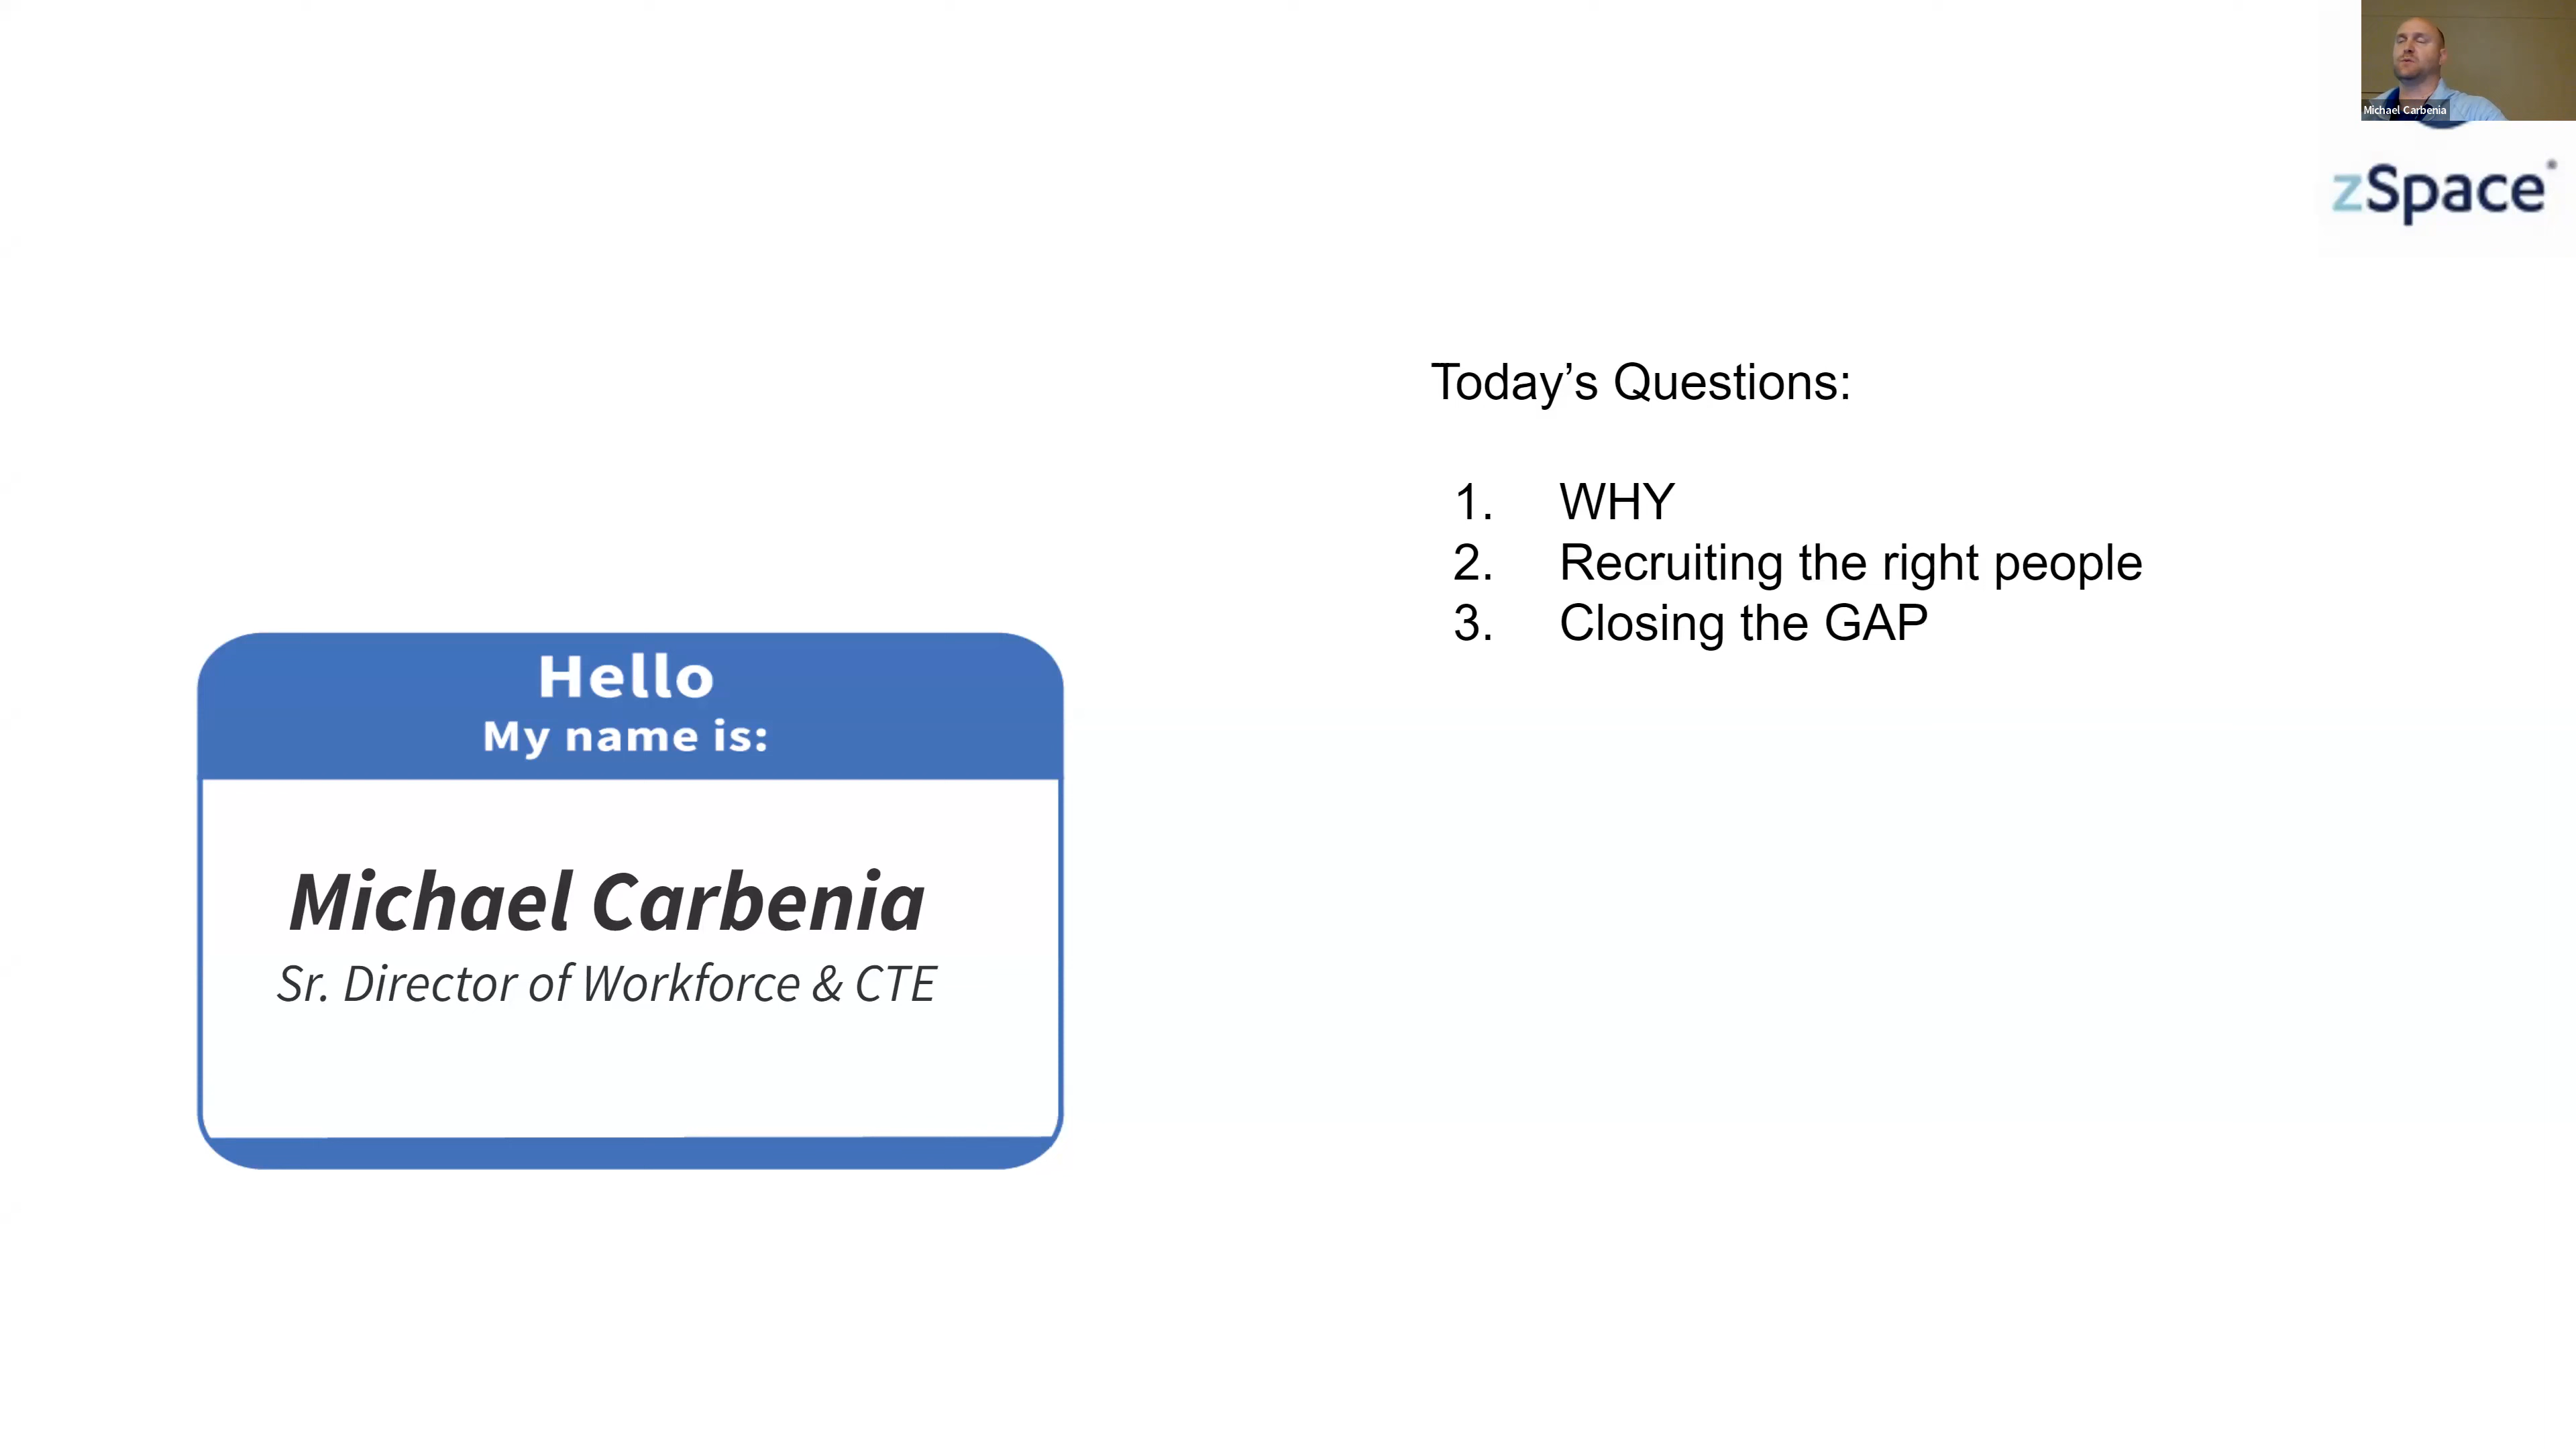 Michael Carbenia
zSpace
Today’s Questions:
1. WHY
2. Recruiting the right people
3. Closing the GAP
Hello
My name is:
Michael Carbenia
Sr. Director of Workforce & CTE